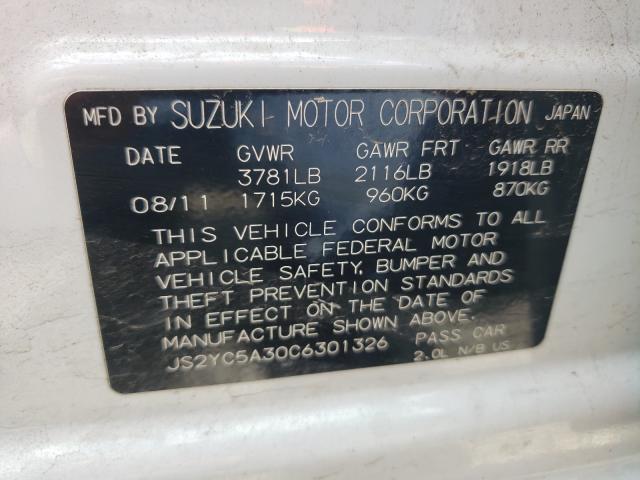 MFD BY SUZUKI MOTOR CORPORATION JAPAN
DATE GVWR GAWR FRT GAWR RR
3781LB 2116LB 1918LB
08/11 1715KG 960KG 870KG
THIS VEHICLE CONFORMS TO ALL
APPLICABLE FEDERAL MOTOR
VEHICLE SAFETY, BUMPER AND
THEFT PREVENTION STANDARDS
IN EFFECT ON THE DATE OF
MANUFACTURE SHOWN ABOVE.
JS2YC5A30C6301326 PASS CAR
2.0L N/B US